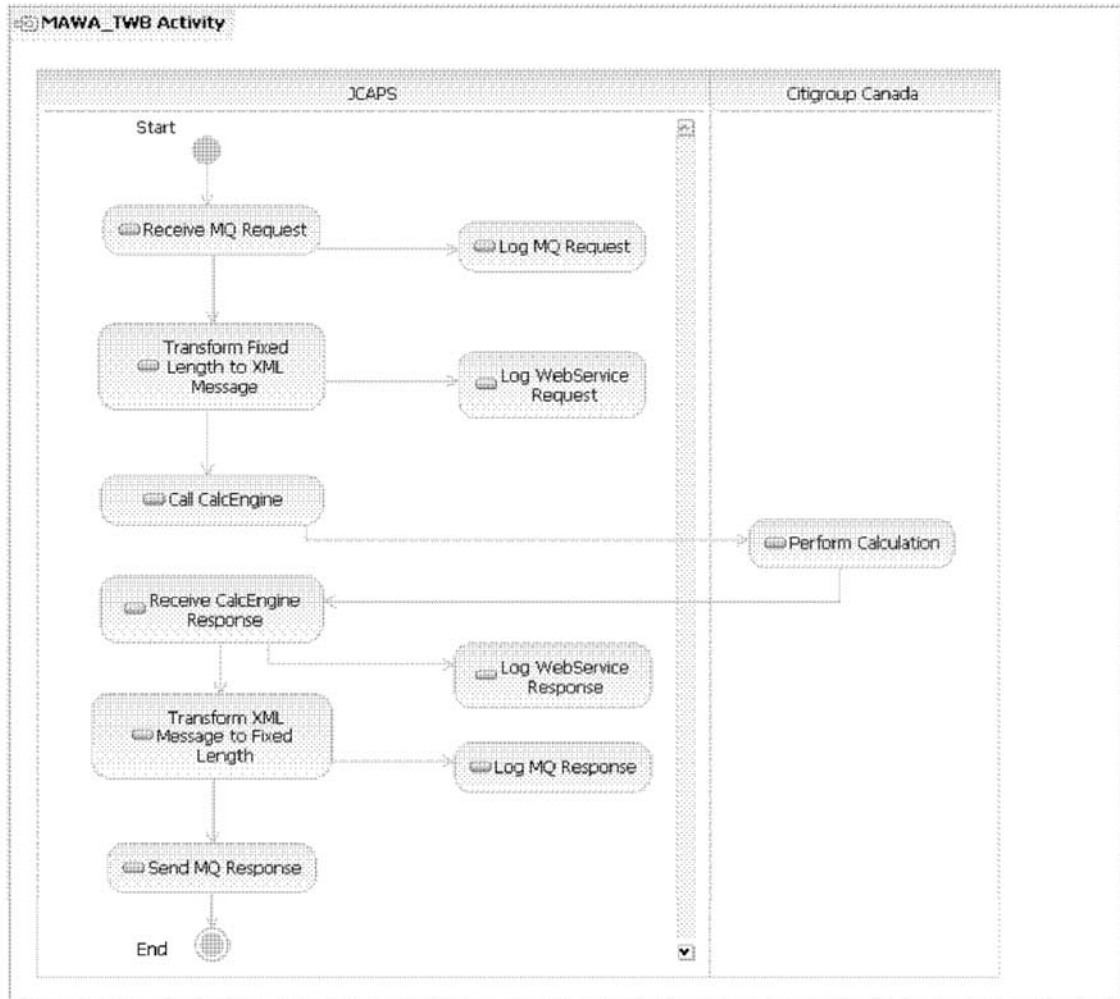 MAWA_TWB Activity
JCAPS
Citigroup Canada
Start
Receive MQ Request
Log MQ Request
Transform Fixed
Length to XML
Message
Log WebService
Request
Call CalcEngine
Perform Calculation
Receive CalcEngine
Response
Log WebService
Response
Transform XML
Message to Fixed
Length
Log MQ Response
Send MQ Response
End